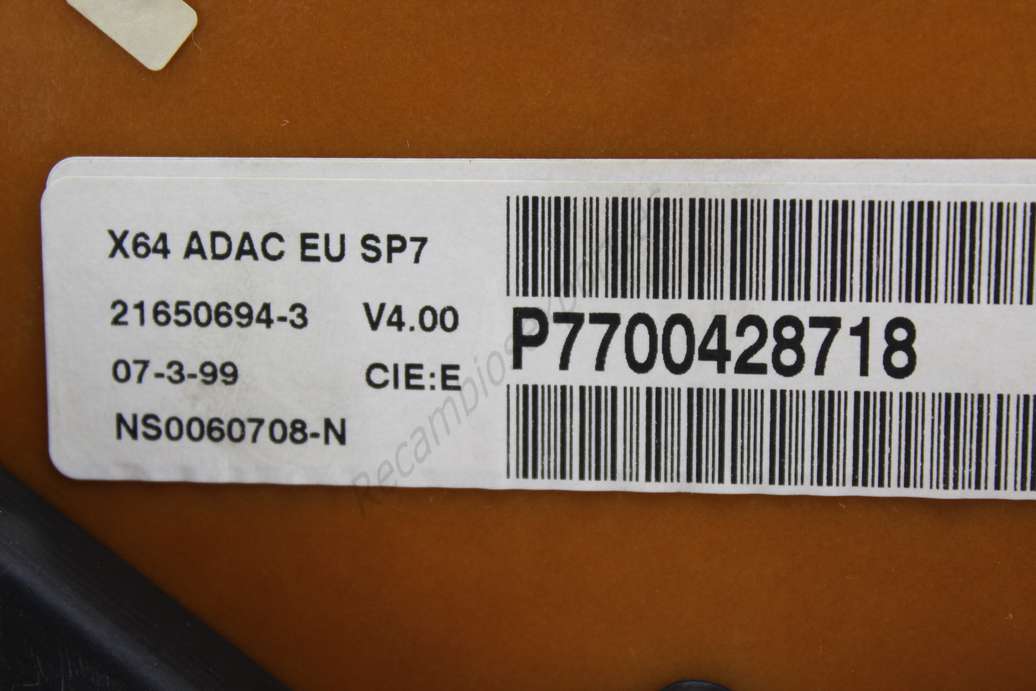 X64 ADAC EU SP7
21650694-3 V4.00
07-3-99 CIE:E
NS0060708-N
P7700428718
Recambios